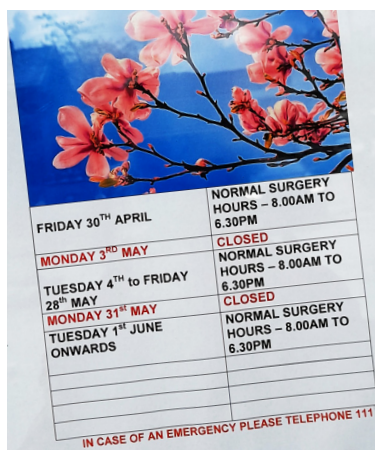 FRIDAY 30TH APRIL
NORMAL SURGERY
HOURS – 8.00AM TO
6.30PM
MONDAY 3RD MAY
CLOSED
TUESDAY 4TH to FRIDAY
28th MAY
NORMAL SURGERY
HOURS – 8.00AM TO
6.30PM
MONDAY 31st MAY
CLOSED
TUESDAY 1st JUNE
ONWARDS
NORMAL SURGERY
HOURS – 8.00AM TO
6.30PM
IN CASE OF AN EMERGENCY PLEASE TELEPHONE 111